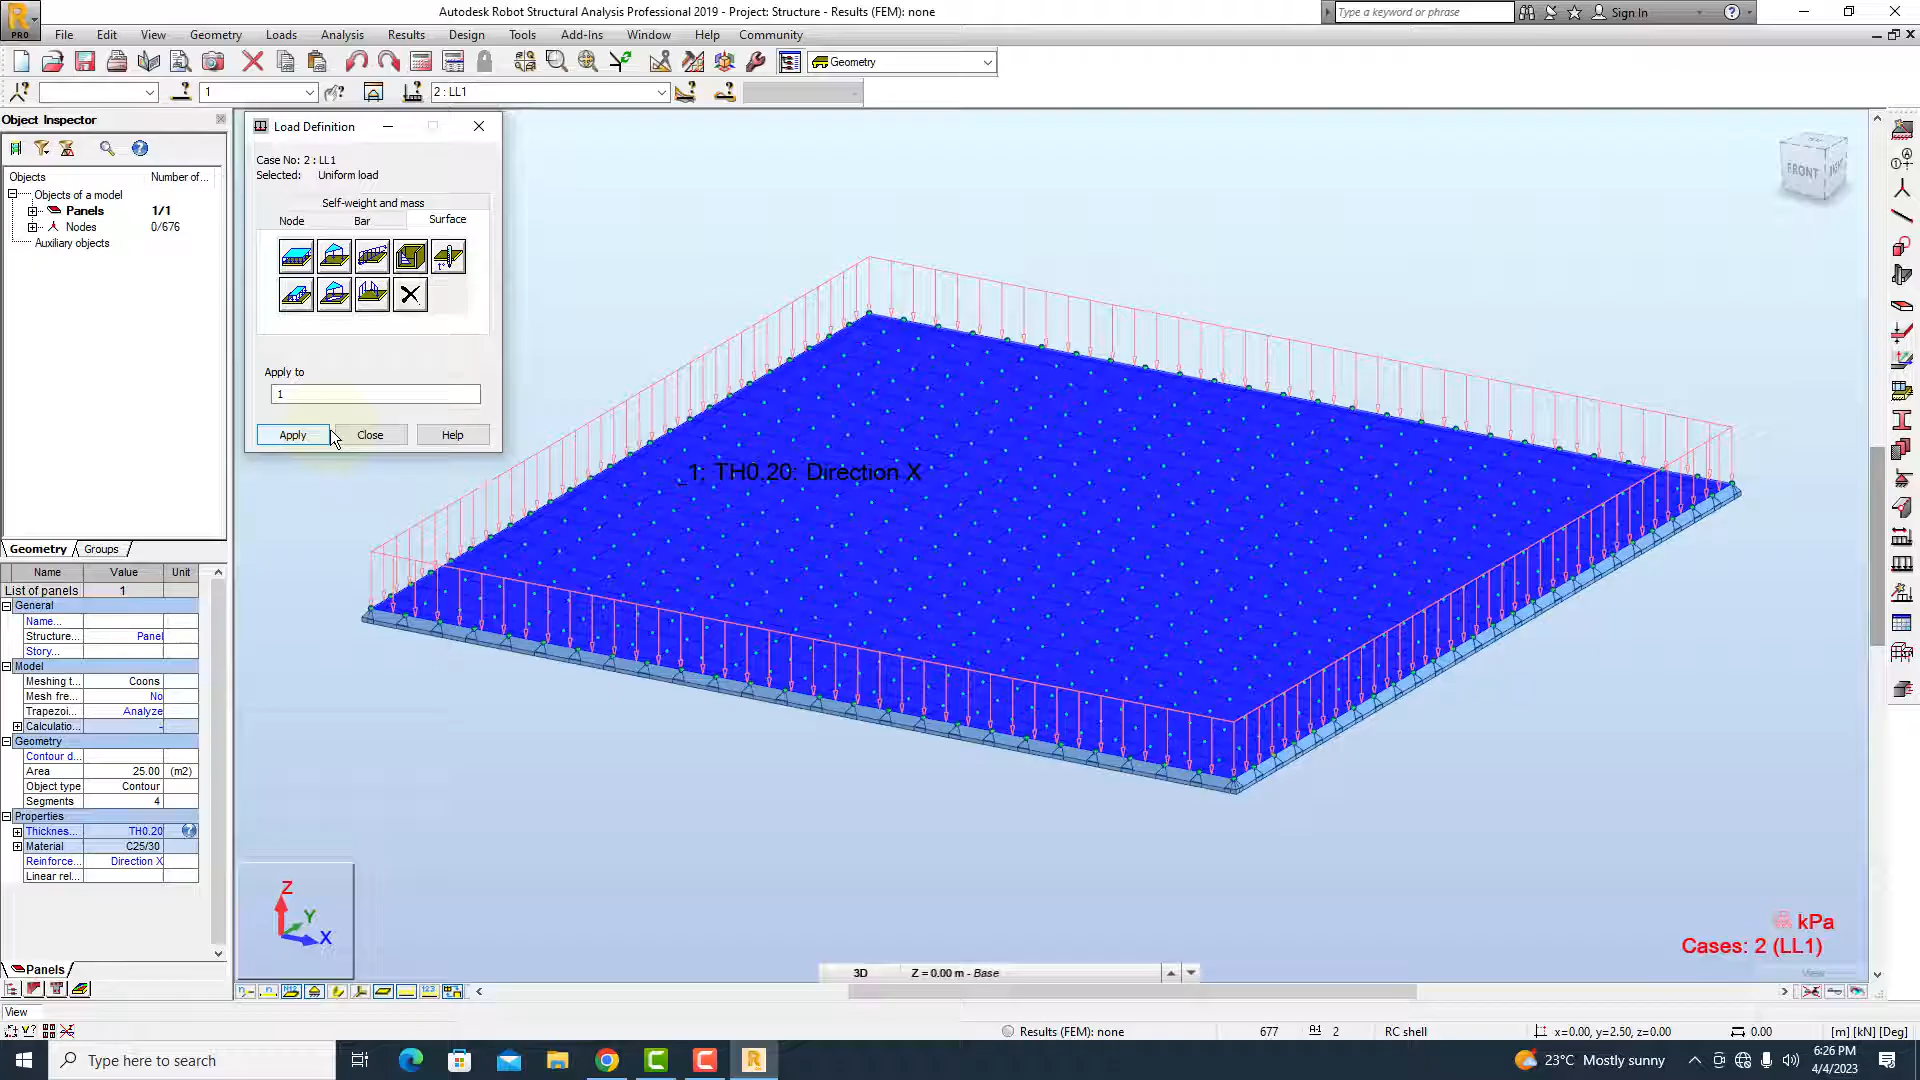 Autodesk Robot Structural Analysis Professional 2019 - Project: Structure - Results (FEM): none
Type a keyword or phrase
Sign In
PRO
File Edit View Geometry Loads Analysis Results Design Tools Add-Ins Window Help Community
Geometry
1
2 : LL1
Object Inspector
Objects Number of...
Objects of a model
Panels 1/1
Nodes 0/676
Auxiliary objects
Geometry Groups
Name Value Unit
List of panels 1
General
Name...
Structure... Panel
Story...
Model
Meshing t... Coons
Mesh fre... No
Trapezoi... Analyze
Calculatio... -
Geometry
Contour d...
Area 25.00 (m2)
Object type Contour
Segments 4
Properties
Thicknes... TH0.20
Material C25/30
Reinforce... Direction X
Linear rel...
Panels
Load Definition
Case No: 2 : LL1
Selected: Uniform load
Self-weight and mass
Node Bar Surface
Apply to
1
Apply Close Help
1; TH0.20: Direction X
FRONT
Z
Y
X
kPa
Cases: 2 (LL1)
3D Z = 0.00 m - Base
View
View
Results (FEM): none 677 2 RC shell x=0.00, y=2.50, z=0.00 0.00 [m] [kN] [Deg]
Type here to search
23°C Mostly sunny
6:26 PM
4/4/2023